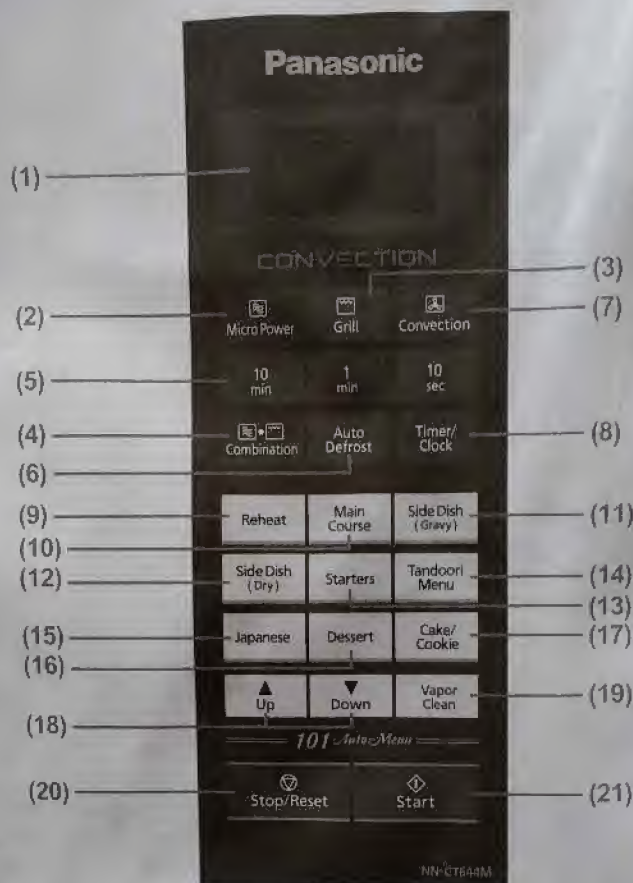 Panasonic
(1)
CONVECTION
(3)
(2) Micro Power Grill Convection (7)
(5) 10 min 1 min 10 sec
(4) Combination Auto Defrost Timer/Clock (8)
(6)
(9) Reheat Main Course Side Dish (Gravy) (11)
(10)
(12) Side Dish (Dry) Starters Tandoori Menu (14)
(13)
(15) Japanese Dessert Cake/Cookie (17)
(16)
Up Down Vapor Clean (19)
(18)
101 Auto Menu
(20) Stop/Reset Start (21)
NN-CT644M